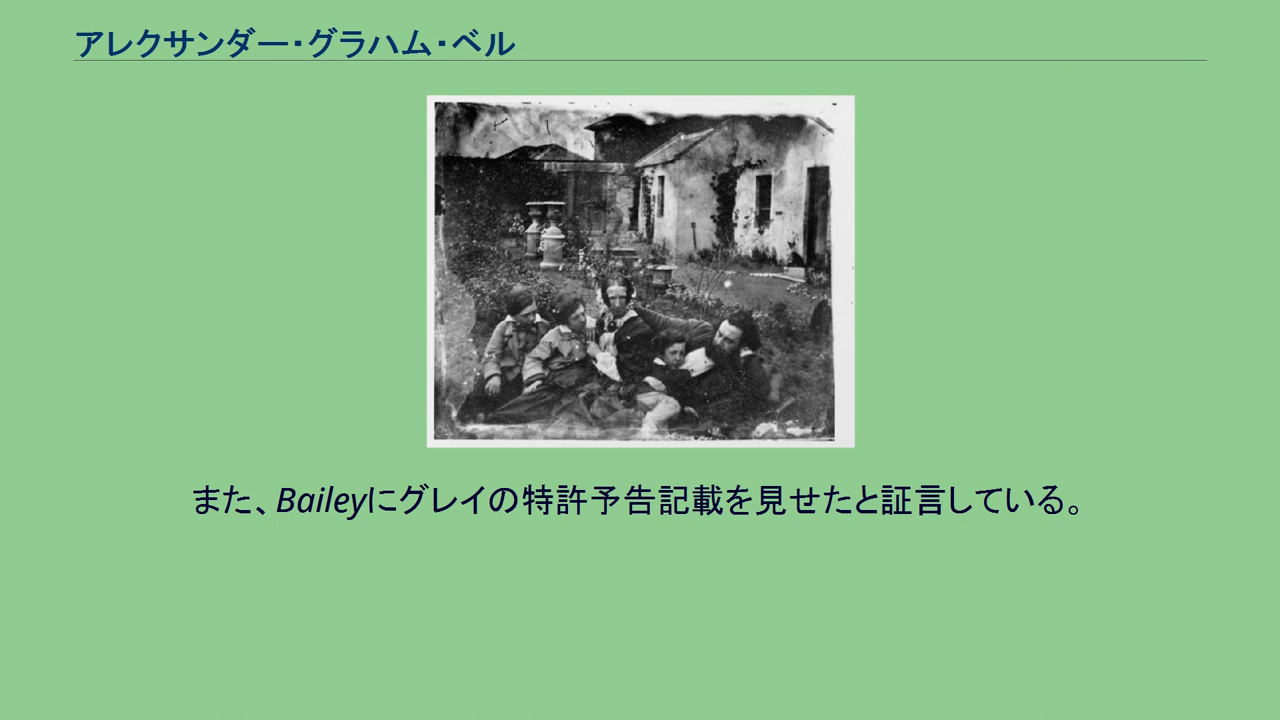 アレクサンダー・グラハム・ベル
また、Baileyにグレイの特許予告記載を見せたと証言している。